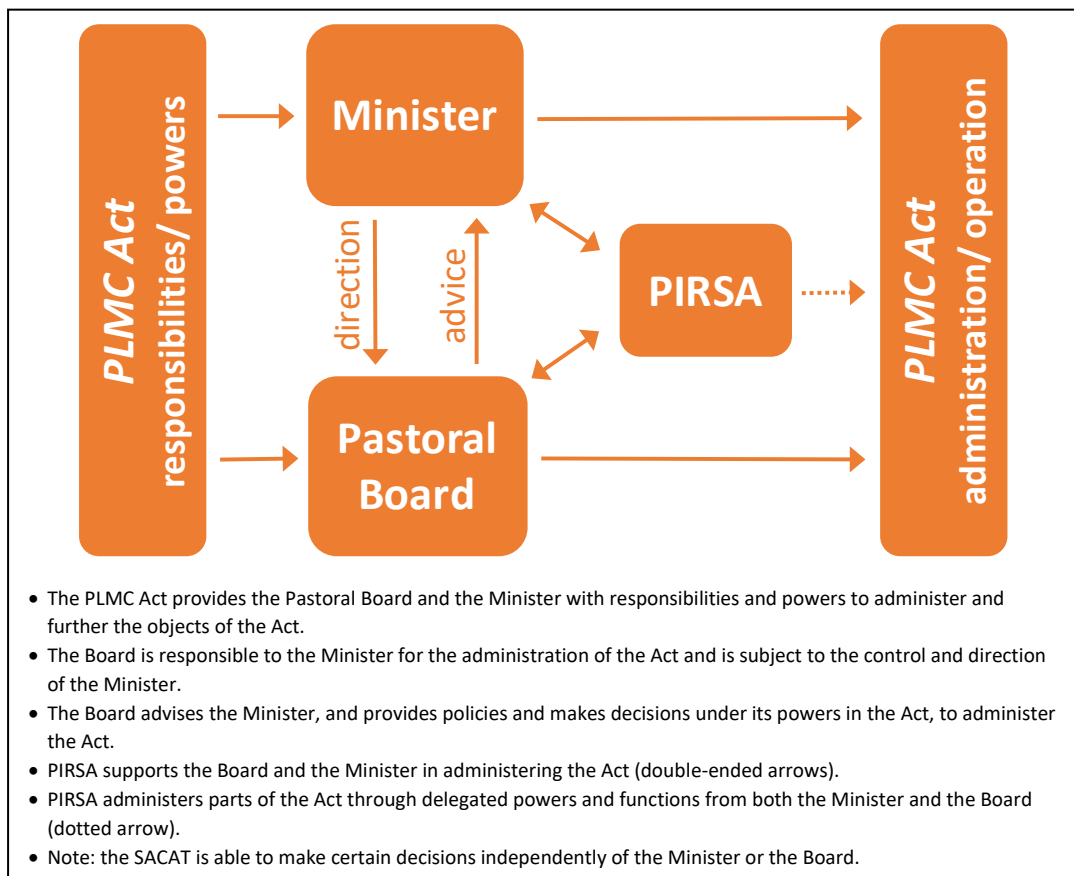 PLMC Act
responsibilities/ powers
Minister
direction
advice
PIRSA
Pastoral
Board
PLMC Act
administration/ operation
• The PLMC Act provides the Pastoral Board and the Minister with responsibilities and powers to administer and
further the objects of the Act.
• The Board is responsible to the Minister for the administration of the Act and is subject to the control and direction
of the Minister.
• The Board advises the Minister, and provides policies and makes decisions under its powers in the Act, to administer
the Act.
• PIRSA supports the Board and the Minister in administering the Act (double-ended arrows).
• PIRSA administers parts of the Act through delegated powers and functions from both the Minister and the Board
(dotted arrow).
• Note: the SACAT is able to make certain decisions independently of the Minister or the Board.